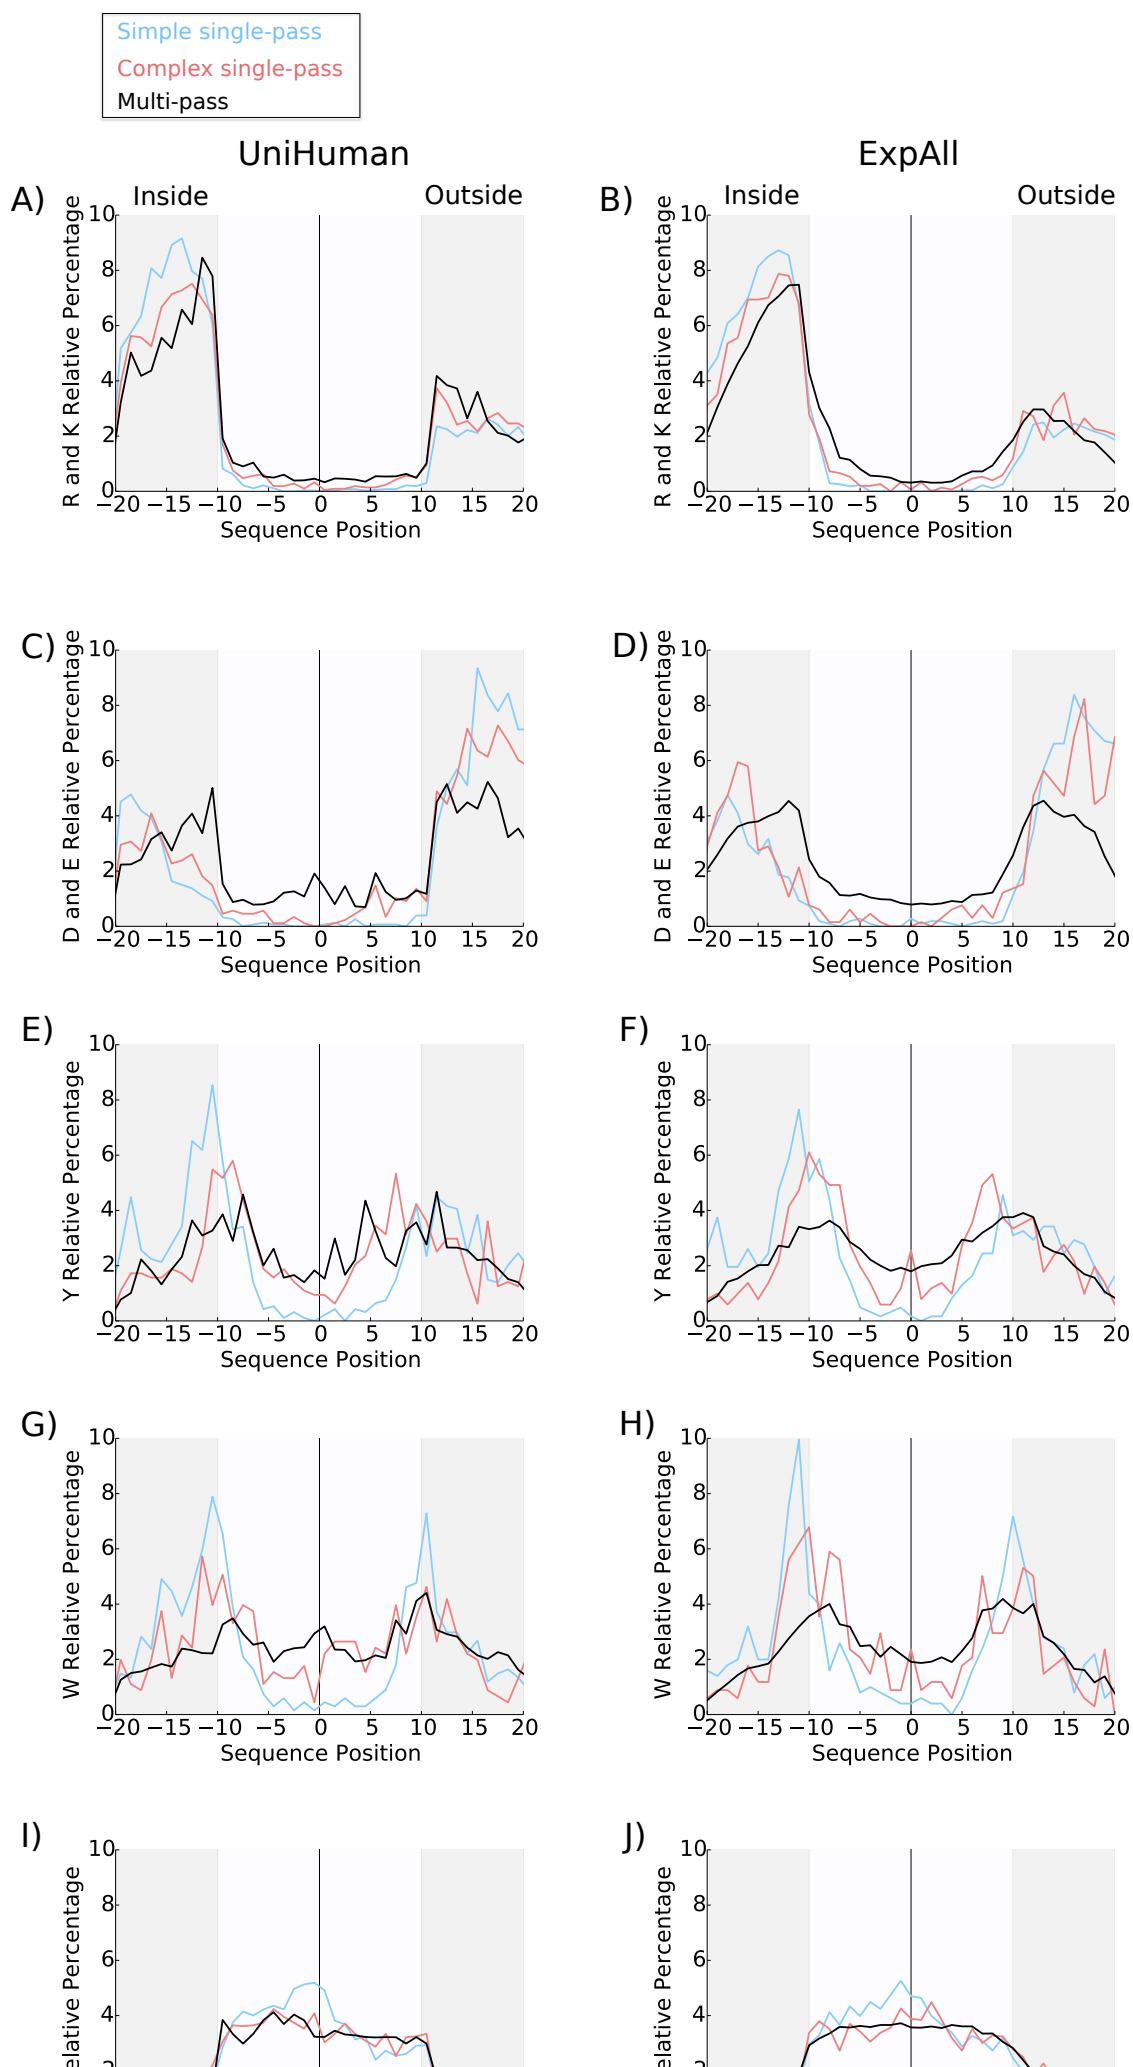 Simple single-pass
Complex single-pass
Multi-pass
UniHuman
ExpAll
A)
Inside
Outside
R and K Relative Percentage
10
8
6
4
2
0
−20 −15 −10 −5 0 5 10 15 20
Sequence Position
B)
Inside
Outside
R and K Relative Percentage
10
8
6
4
2
0
−20 −15 −10 −5 0 5 10 15 20
Sequence Position
C)
D and E Relative Percentage
10
8
6
4
2
0
−20 −15 −10 −5 0 5 10 15 20
Sequence Position
D)
D and E Relative Percentage
10
8
6
4
2
0
−20 −15 −10 −5 0 5 10 15 20
Sequence Position
E)
Y Relative Percentage
10
8
6
4
2
0
−20 −15 −10 −5 0 5 10 15 20
Sequence Position
F)
Y Relative Percentage
10
8
6
4
2
0
−20 −15 −10 −5 0 5 10 15 20
Sequence Position
G)
W Relative Percentage
10
8
6
4
2
0
−20 −15 −10 −5 0 5 10 15 20
Sequence Position
H)
W Relative Percentage
10
8
6
4
2
0
−20 −15 −10 −5 0 5 10 15 20
Sequence Position
I)
elative Percentage
10
8
6
4
J)
elative Percentage
10
8
6
4